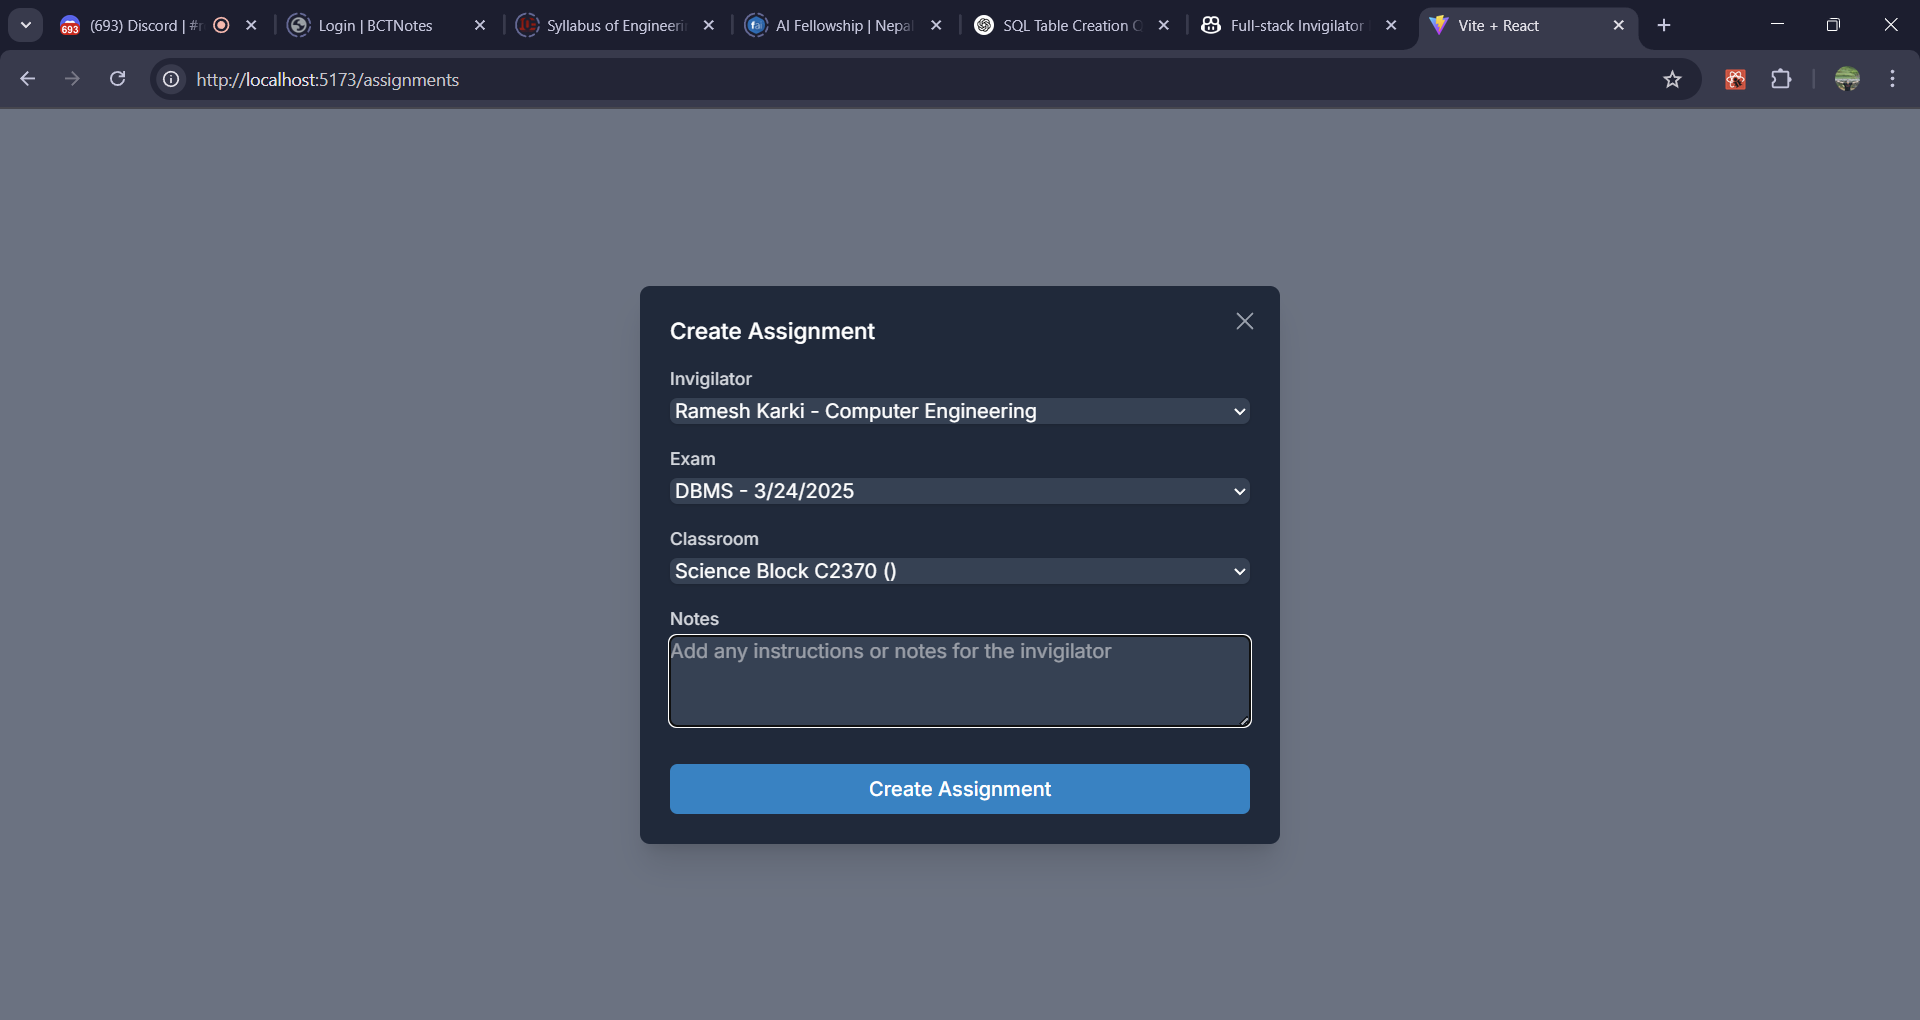 693
(693) Discord | #r
Login | BCTNotes
Syllabus of Engineeri
fai
AI Fellowship | Nepal
SQL Table Creation Q
Full-stack Invigilator
Vite + React
http://localhost:5173/assignments
Create Assignment
Invigilator
Ramesh Karki - Computer Engineering
Exam
DBMS - 3/24/2025
Classroom
Science Block C2370 ()
Notes
Add any instructions or notes for the invigilator
Create Assignment